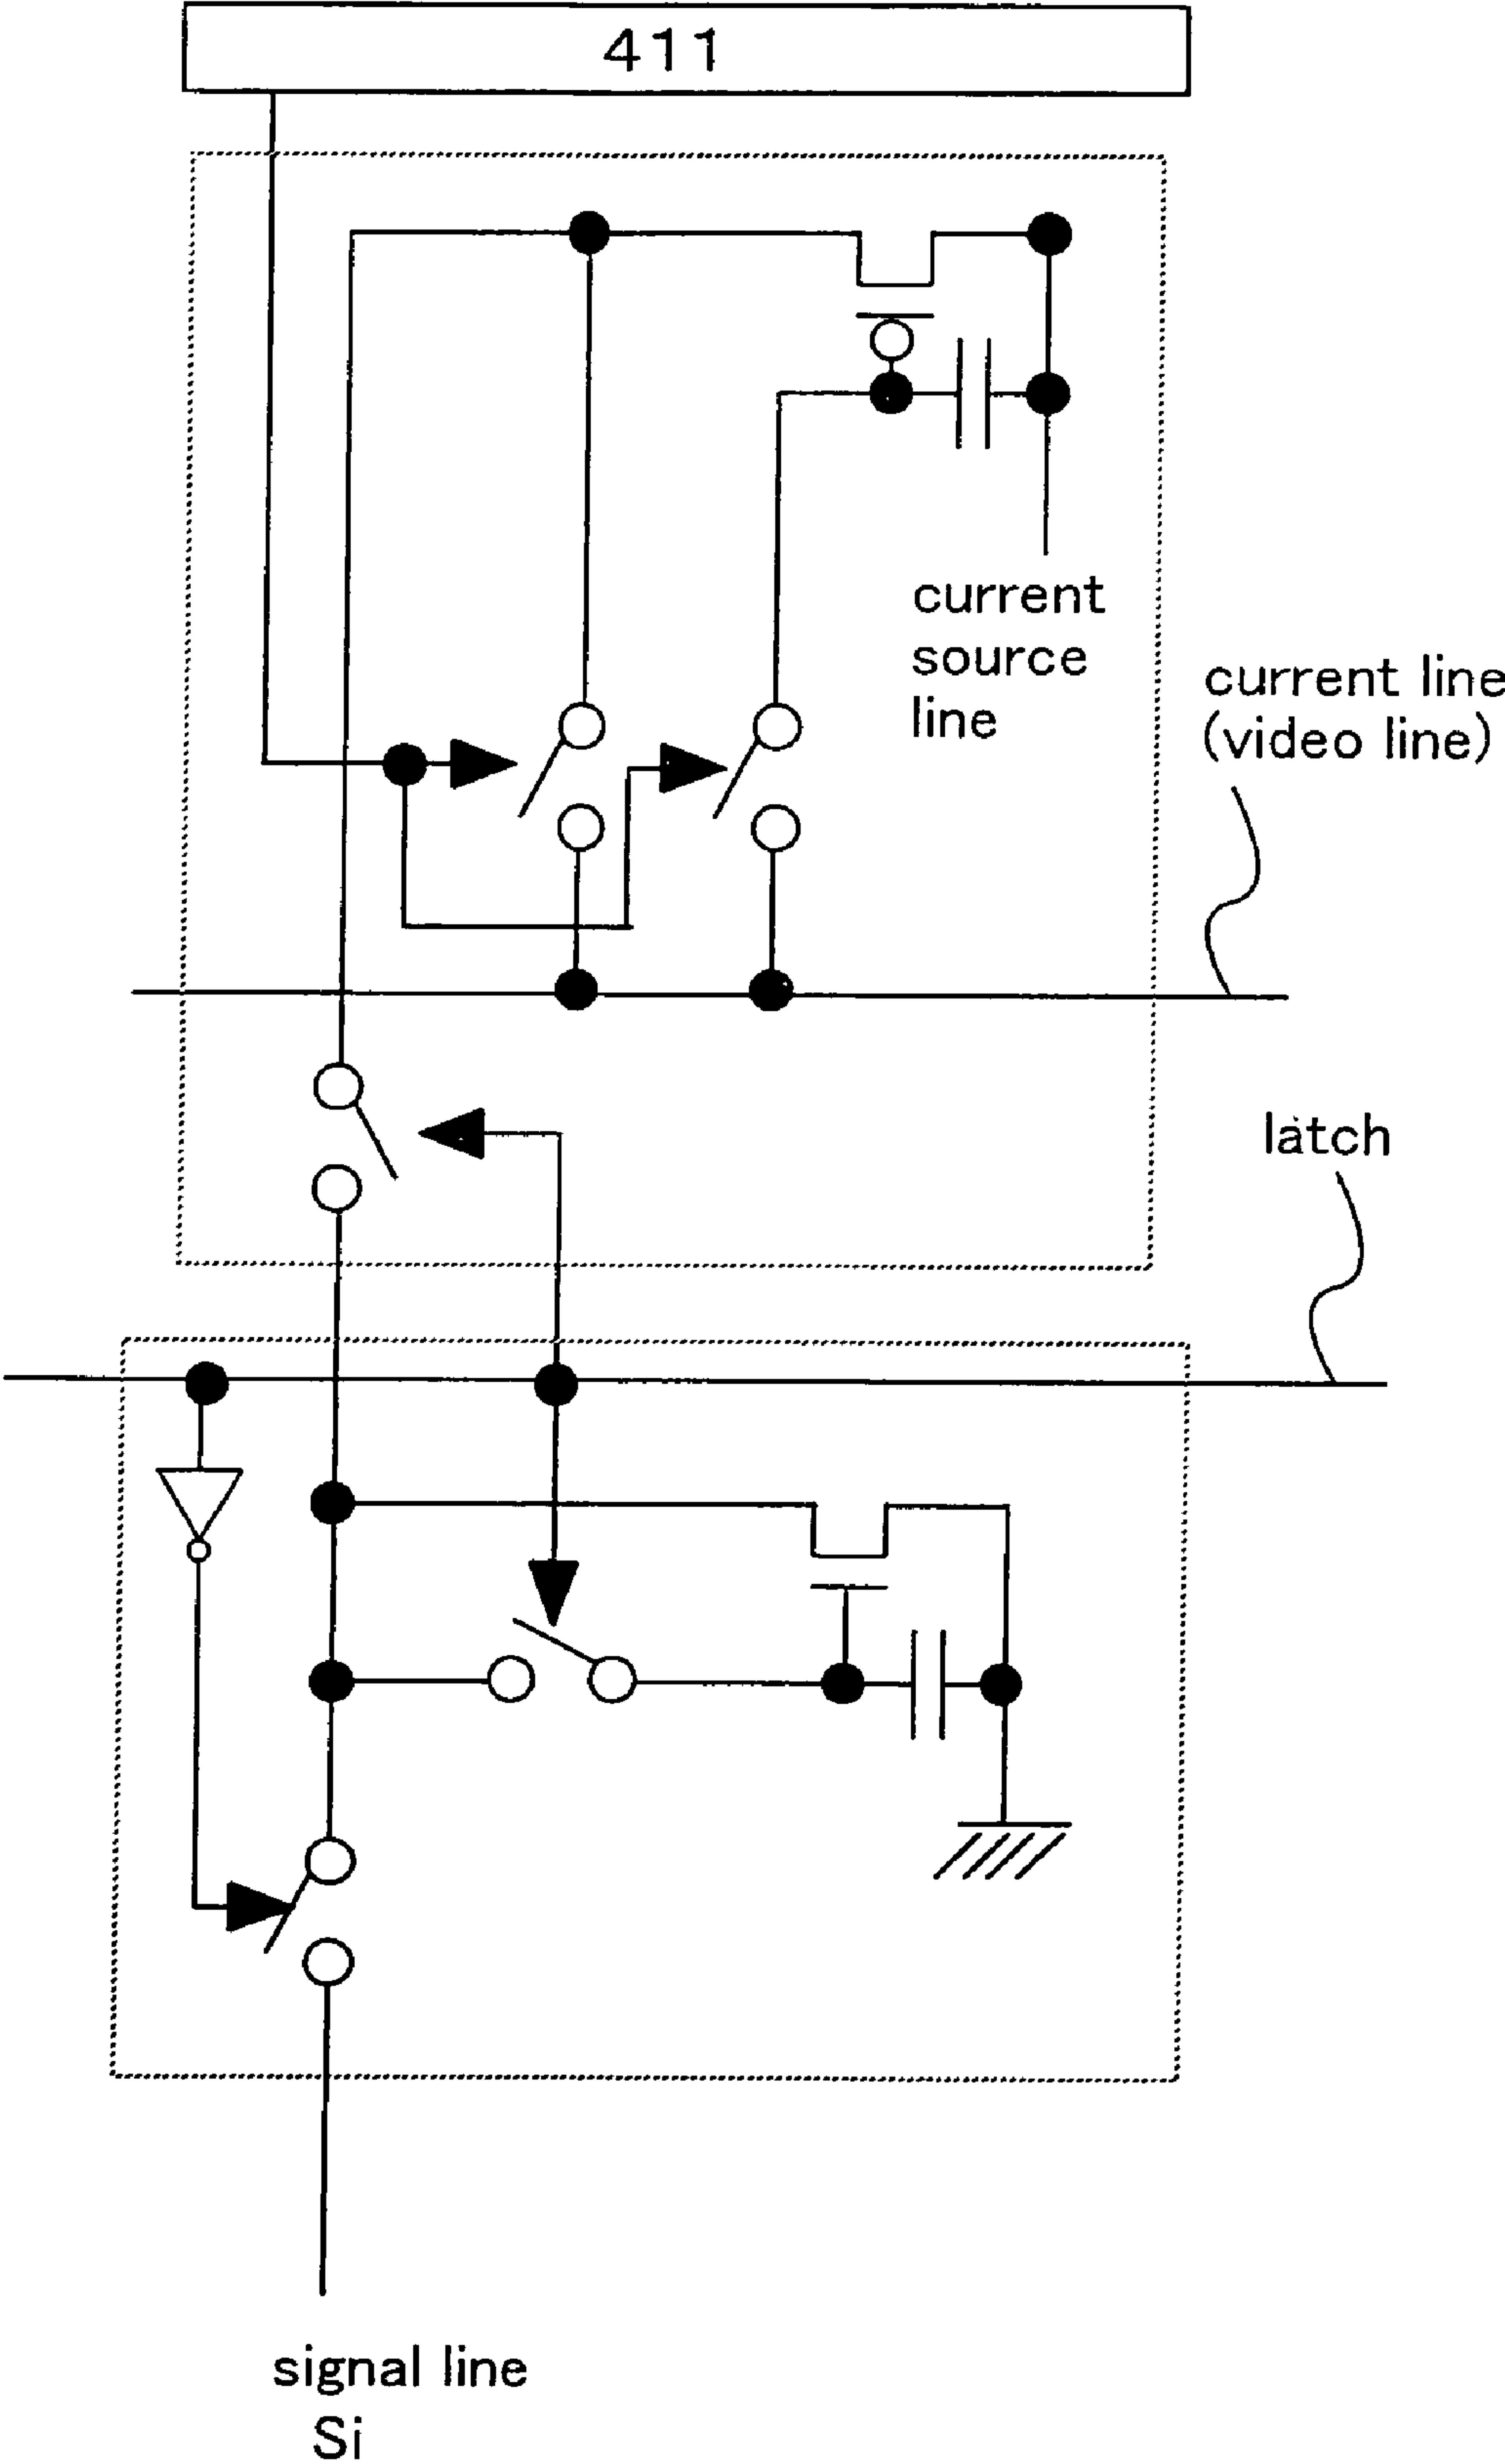 411
current
source
line
current line
(video line)
latch
signal line
Si